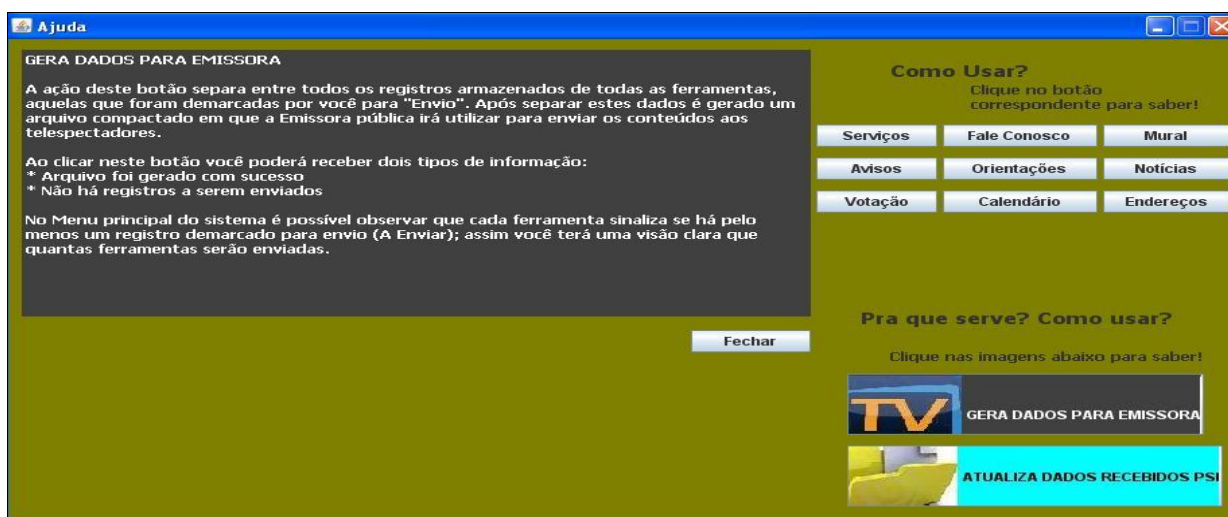 Ajuda
GERA DADOS PARA EMISSORA
A ação deste botão separa entre todos os registros armazenados de todas as ferramentas,
aquelas que foram demarcadas por você para "Envio". Após separar estes dados é gerado um
arquivo compactado em que a Emissora pública irá utilizar para enviar os conteúdos aos
telespectadores.
Ao clicar neste botão você poderá receber dois tipos de informação:
* Arquivo foi gerado com sucesso
* Não há registros a serem enviados
No Menu principal do sistema é possível observar que cada ferramenta sinaliza se há pelo
menos um registro demarcado para envio (A Enviar); assim você terá uma visão clara que
quantas ferramentas serão enviadas.
Fechar
Como Usar?
Clique no botão
correspondente para saber!
Serviços Fale Conosco Mural
Avisos Orientações Notícias
Votação Calendário Endereços
Pra que serve? Como usar?
Clique nas imagens abaixo para saber!
TV GERA DADOS PARA EMISSORA
ATUALIZA DADOS RECEBIDOS PSI